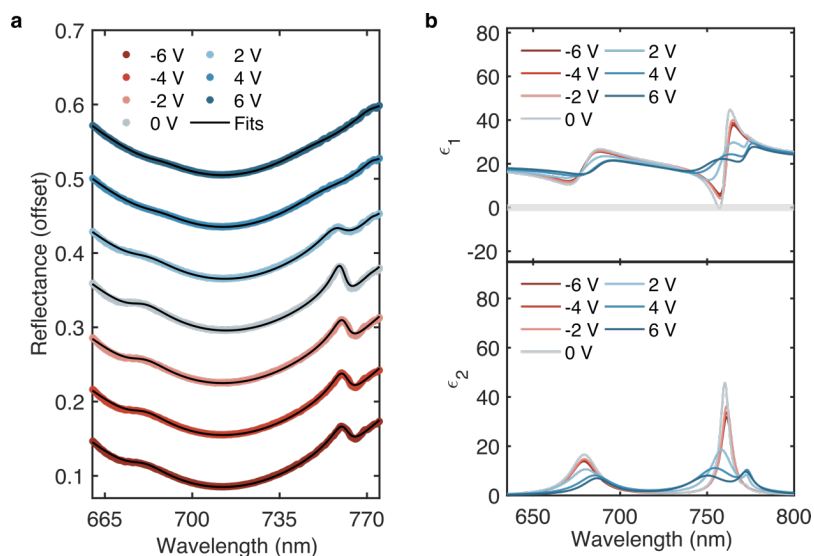 a
0.7
0.6
0.5
0.4
0.3
0.2
0.1
Reflectance (offset)
-6 V 2 V
-4 V 4 V
-2 V 6 V
0 V Fits
665 700 735 770
Wavelength (nm)
b
80
60
40
20
0
-20
ϵ1
-6 V 2 V
-4 V 4 V
-2 V 6 V
0 V
80
60
40
20
0
ϵ2
-6 V 2 V
-4 V 4 V
-2 V 6 V
0 V
650 700 750 800
Wavelength (nm)